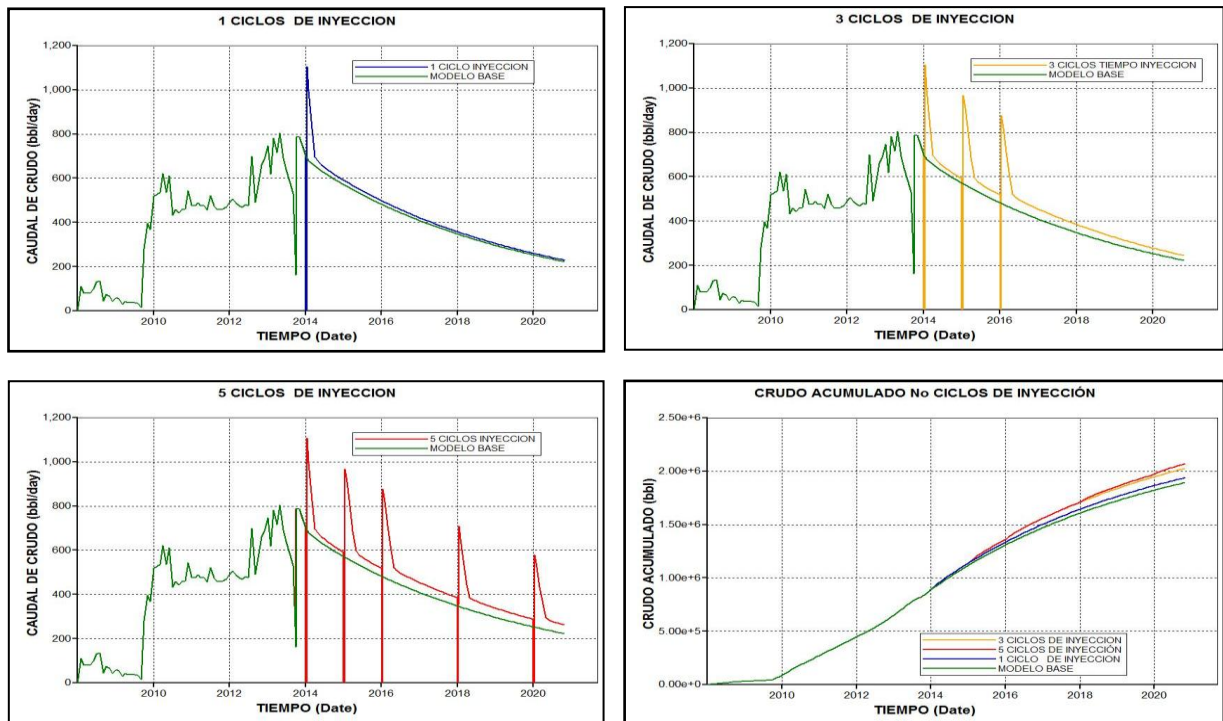 1 CICLOS DE INYECCION
CAUDAL DE CRUDO (bbl/day)
1,200
1,000
800
600
400
200
0
1 CICLO INYECCION
MODELO BASE
2010 2012 2014 2016 2018 2020
TIEMPO (Date)
3 CICLOS DE INYECCION
CAUDAL DE CRUDO (bbl/day)
1,200
1,000
800
600
400
200
0
3 CICLOS TIEMPO INYECCION
MODELO BASE
2010 2012 2014 2016 2018 2020
TIEMPO (Date)
5 CICLOS DE INYECCION
CAUDAL DE CRUDO (bbl/day)
1,200
1,000
800
600
400
200
0
5 CICLOS INYECCION
MODELO BASE
2010 2012 2014 2016 2018 2020
TIEMPO (Date)
CRUDO ACUMULADO No CICLOS DE INYECCIÓN
CRUDO ACUMULADO (bbl)
2.50e+6
2.00e+6
1.50e+6
1.00e+6
5.00e+5
0.00e+0
3 CICLOS DE INYECCION
5 CICLOS DE INYECCIÓN
1 CICLO DE INYECCION
MODELO BASE
2010 2012 2014 2016 2018 2020
TIEMPO (Date)